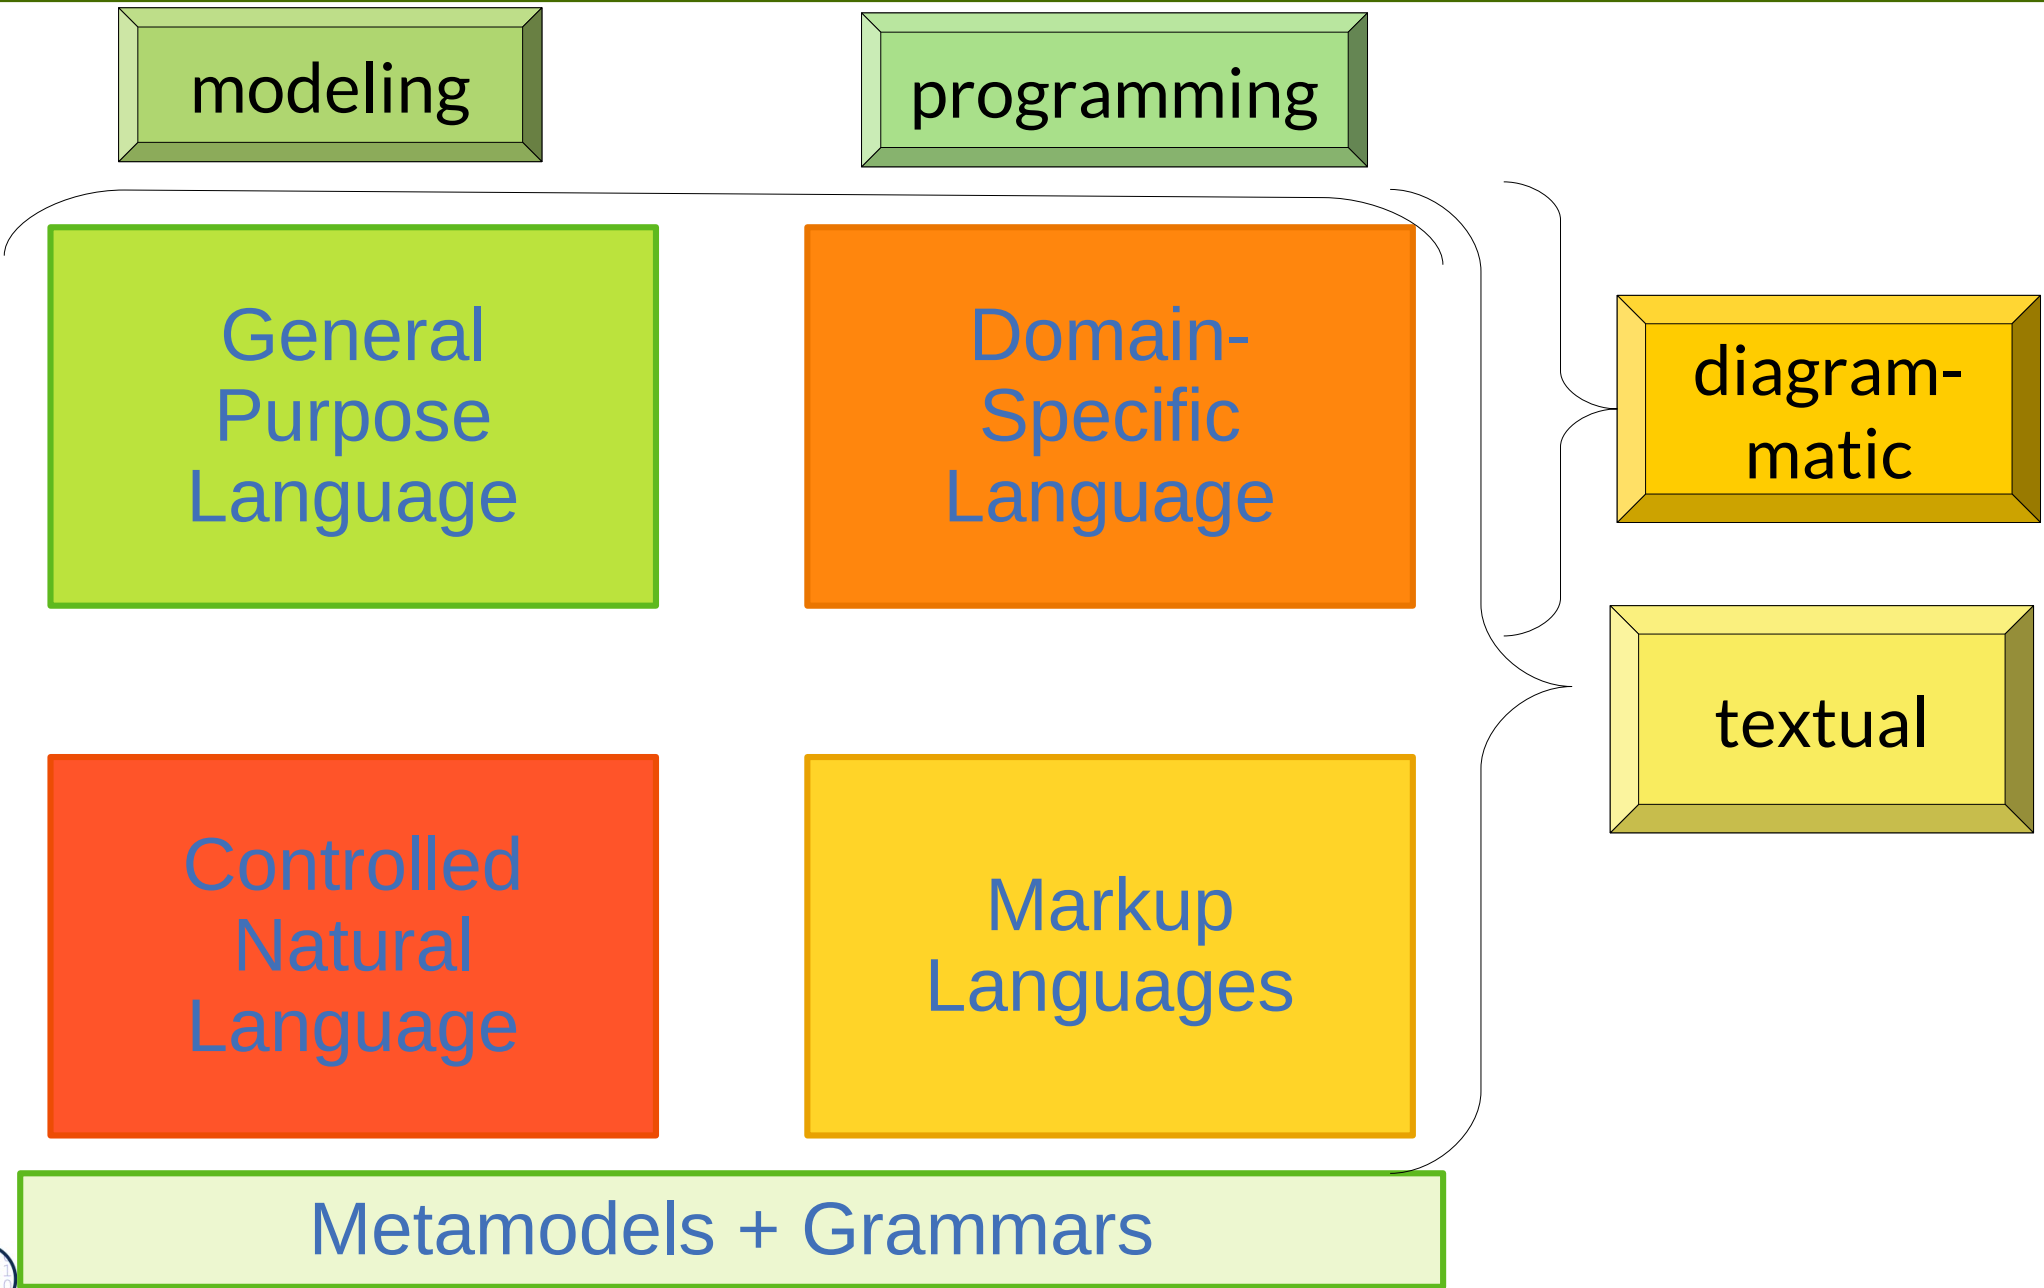 modeling
programming
General
Purpose
Language
Domain-
Specific
Language
diagram-
matic
textual
Controlled
Natural
Language
Markup
Languages
Metamodels + Grammars